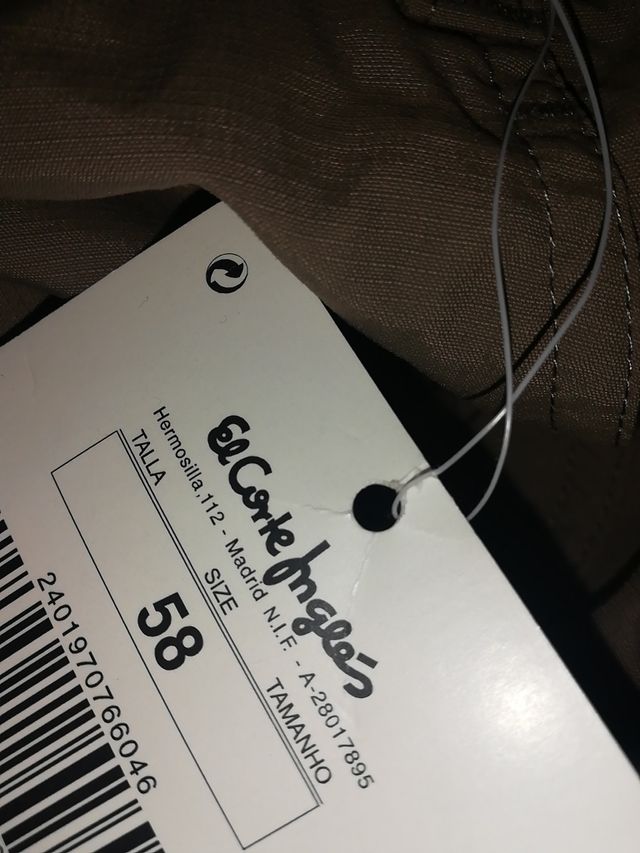 El Corte Inglés
Hermosilla,112 - Madrid N.I.F. - A-28017895
TALLA SIZE TAMANHO
58
2401970766046